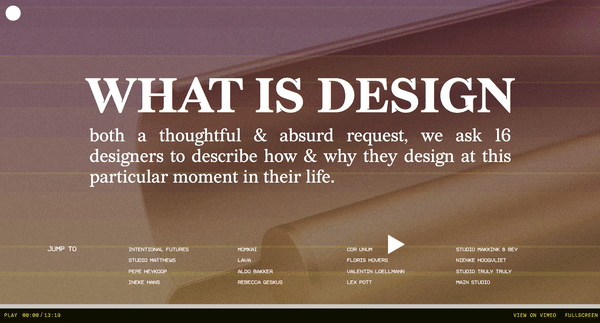 WHAT IS DESIGN
both a thoughtful & absurd request, we ask 16
designers to describe how & why they design at this
particular moment in their life.
JUMP TO
INTENTIONAL FUTURES
STUDIO MATTHEWS
PEPE HEYKOOP
INEKE HANS
MOMKAI
LAVA
ALDO BAKKER
REBECCA GESKUS
COR UNUM
FLORIS HOVERS
VALENTIN LOELLMANN
LEX POTT
STUDIO MAKKINK & BEY
NIENKE HOOGVLIET
STUDIO TRULY TRULY
MAIN STUDIO
PLAY 00:00/13:19
VIEW ON VIMEO FULLSCREEN